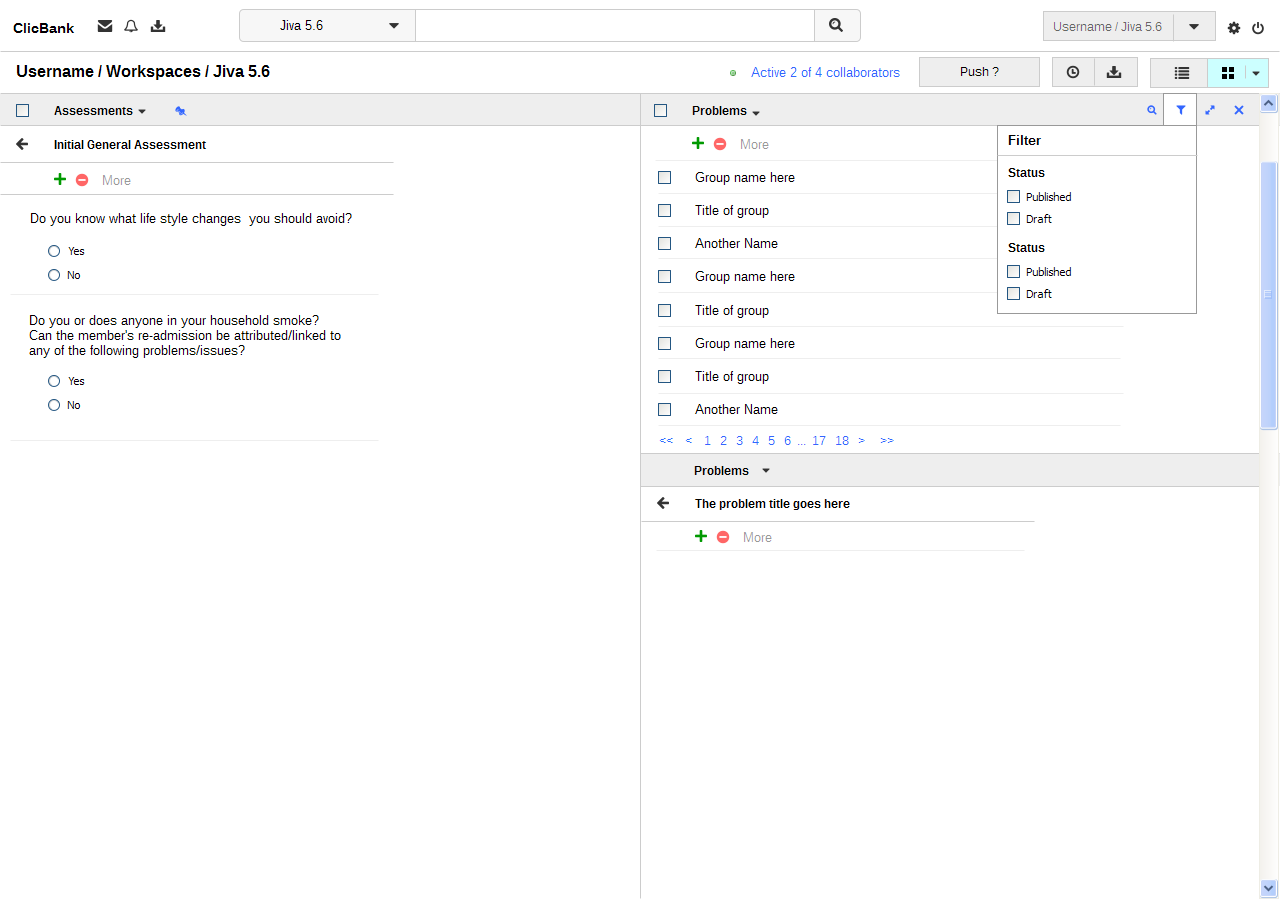 ClicBank
Jiva 5.6
Username / Jiva 5.6
Username / Workspaces / Jiva 5.6
Active 2 of 4 collaborators
Push ?
Assessments
Initial General Assessment
More
Do you know what life style changes  you should avoid?
Yes
No
Do you or does anyone in your household smoke?
Can the member's re-admission be attributed/linked to
any of the following problems/issues?
Yes
No
Problems
More
Group name here
Title of group
Another Name
Group name here
Title of group
Group name here
Title of group
Another Name
<< < 1 2 3 4 5 6 ... 17 18 > >>
Filter
Status
Published
Draft
Status
Published
Draft
Problems
The problem title goes here
More